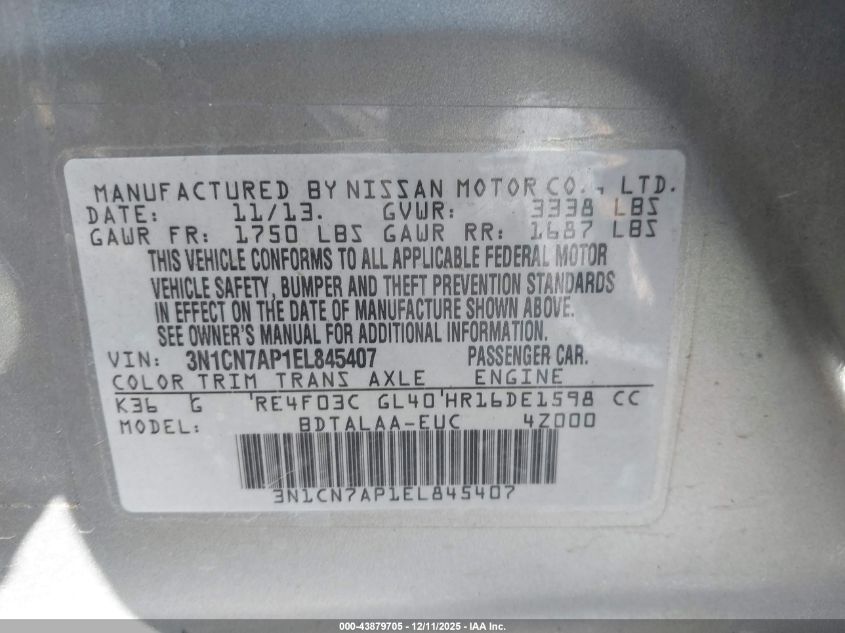 MANUFACTURED BY NISSAN MOTOR CO., LTD.
DATE: 11/13. GVWR: 3338 LBS
GAWR FR: 1750 LBS GAWR RR: 1687 LBS
THIS VEHICLE CONFORMS TO ALL APPLICABLE FEDERAL MOTOR
VEHICLE SAFETY, BUMPER AND THEFT PREVENTION STANDARDS
IN EFFECT ON THE DATE OF MANUFACTURE SHOWN ABOVE.
SEE OWNER'S MANUAL FOR ADDITIONAL INFORMATION.
VIN: 3N1CN7AP1EL845407 PASSENGER CAR.
COLOR TRIM TRANS AXLE ENGINE
K36 G RE4F03C GL40 HR16DE1598 CC
MODEL: BDTALAA-EUC 4Z000
3N1CN7AP1EL845407
000-43879705 - 12/11/2025 - IAA Inc.